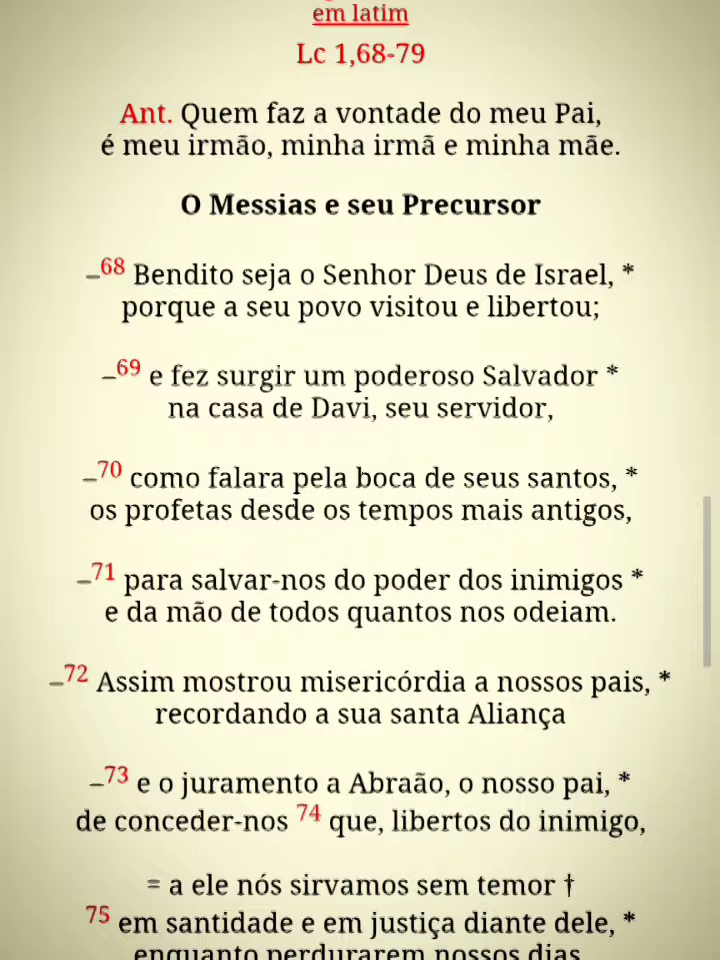 em latim
Lc 1,68-79
Ant. Quem faz a vontade do meu Pai,
é meu irmão, minha irmã e minha mãe.
O Messias e seu Precursor
–68 Bendito seja o Senhor Deus de Israel, *
porque a seu povo visitou e libertou;
–69 e fez surgir um poderoso Salvador *
na casa de Davi, seu servidor,
–70 como falara pela boca de seus santos, *
os profetas desde os tempos mais antigos,
–71 para salvar-nos do poder dos inimigos *
e da mão de todos quantos nos odeiam.
–72 Assim mostrou misericórdia a nossos pais, *
recordando a sua santa Aliança
–73 e o juramento a Abraão, o nosso pai, *
de conceder-nos 74 que, libertos do inimigo,
= a ele nós sirvamos sem temor †
75 em santidade e em justiça diante dele, *
enquanto perdurarem nossos dias